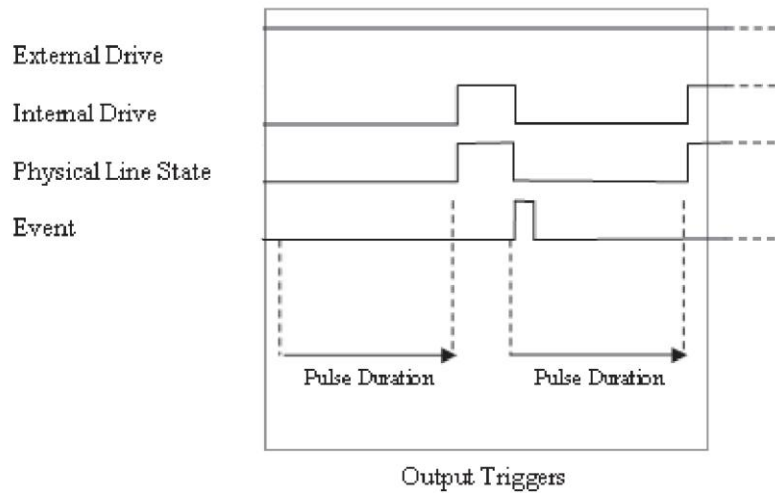 External Drive
Internal Drive
Physical Line State
Event
Pulse Duration
Pulse Duration
Output Triggers